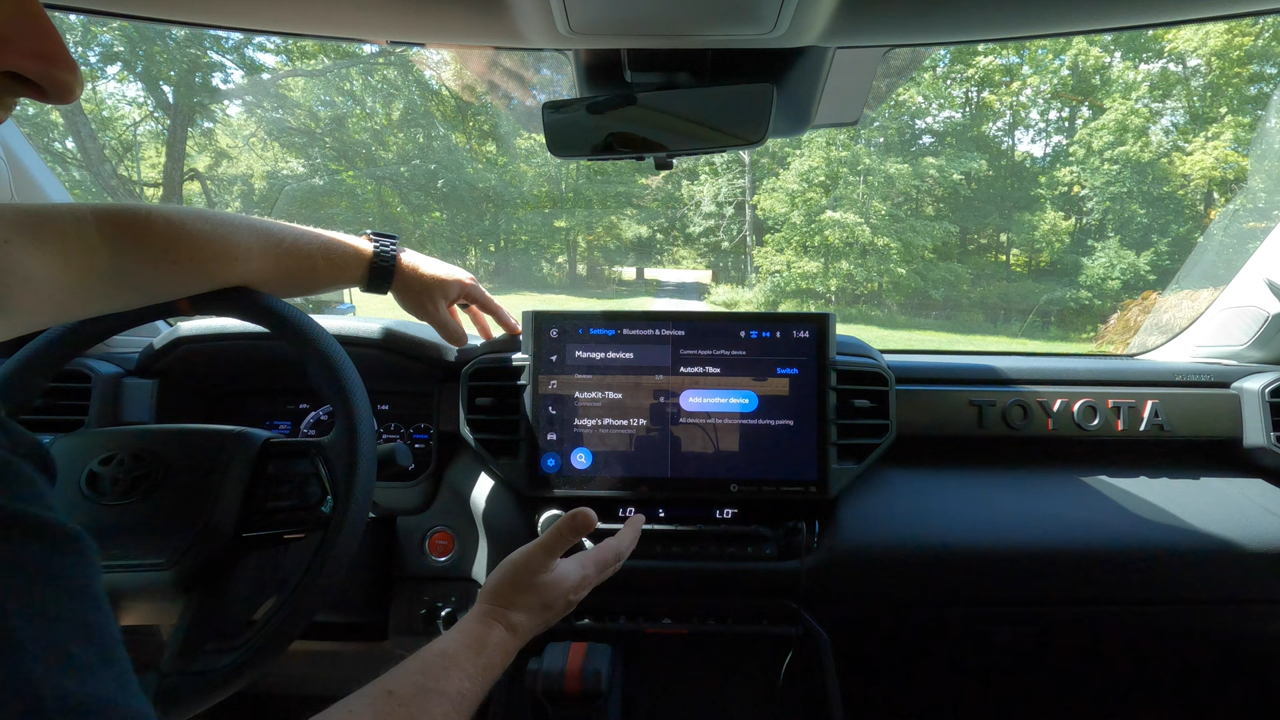 Settings • Bluetooth & Devices
1:44
Manage devices
Devices
AutoKit-TBox
Connected
Judge's iPhone 12 Pr
Primary • Not connected
Current Apple CarPlay device
AutoKit-TBox
Switch
Add another device
All devices will be disconnected during pairing
LO
LO
1:44
TOYOTA